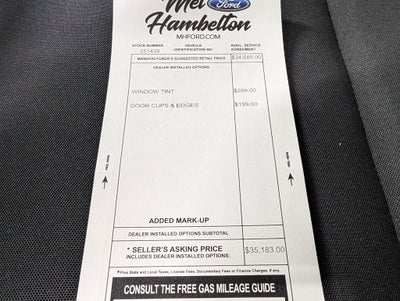 Mel Ford
Hambelton
MHFORD.COM
STOCK NUMBER VEHICLE IDENTIFICATION NO AVAIL. SERVICE AGREEMENT
251439
MANUFACTURER'S SUGGESTED RETAIL PRICE $34,685.00
DEALER INSTALLED OPTIONS
WINDOW TINT $299.00
DOOR CUPS & EDGES $199.00
ADDED MARK-UP
DEALER INSTALLED OPTIONS SUBTOTAL
* SELLER'S ASKING PRICE $35,183.00
INCLUDES DEALER INSTALLED OPTIONS:
*Plus State and Local Taxes, License Fees, Documentary Fees or Finance Charges, if any.
CONSULT THE FREE GAS MILEAGE GUIDE